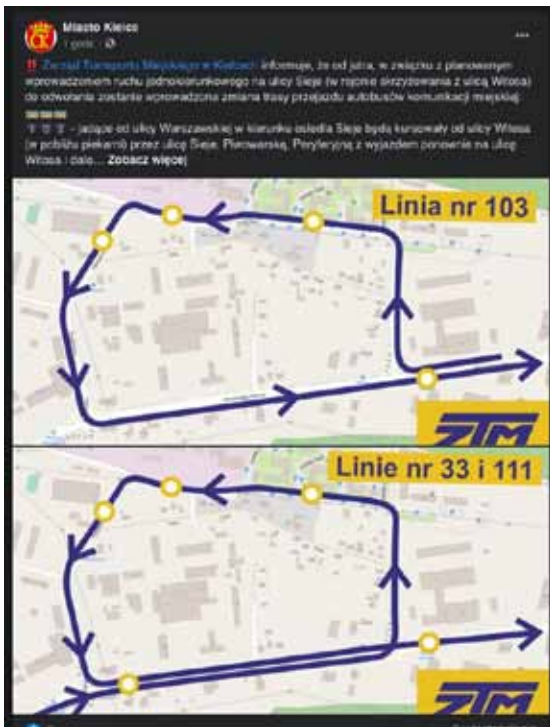 Miasto Kielce
1 godz.
‼ Zarząd Transportu Miejskiego w Kielcach informuje, że od jutra, w związku z planowanym
wprowadzeniem ruchu jednokierunkowego na ulicy Sieje (w rejonie skrzyżowania z ulicą Witosa)
do odwołania zostanie wprowadzona zmiana trasy przejazdu autobusów komunikacji miejskiej:
- jadące od ulicy Warszawskiej w kierunku osiedla Sieje będą kursowały od ulicy Witosa
(w pobliżu piekarni) przez ulicę Sieje, Peryferyjną z wyjazdem ponownie na ulicę
Witosa i dalej... Zobacz więcej
Linia nr 103
ZTM
Linie nr 33 i 111
ZTM